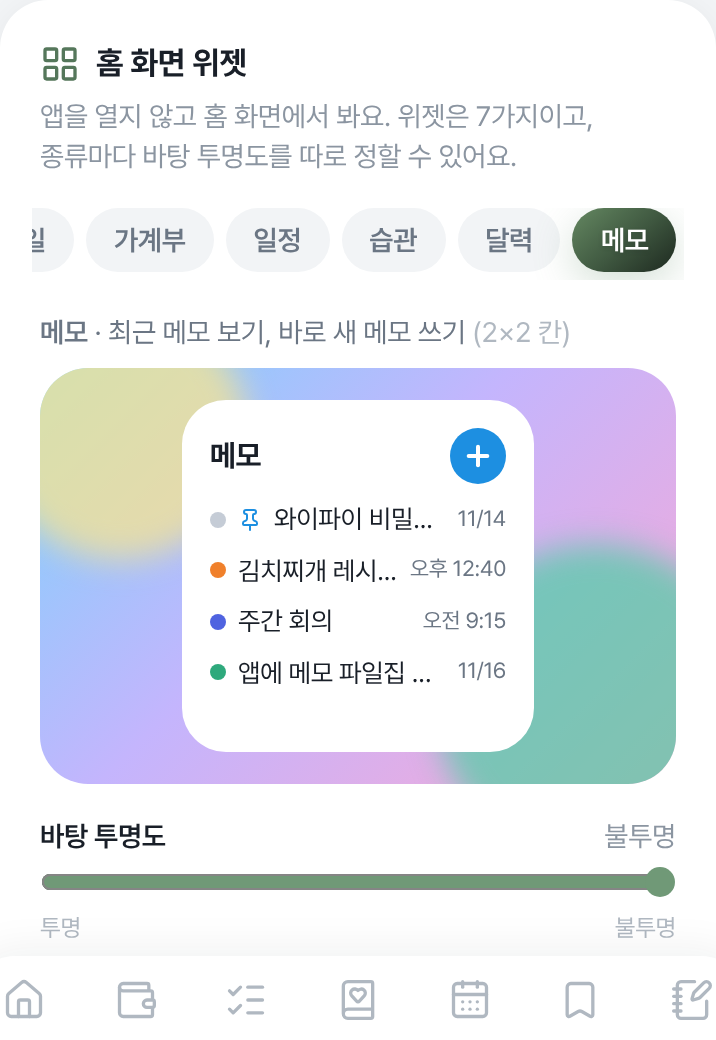 홈 화면 위젯
앱을 열지 않고 홈 화면에서 봐요. 위젯은 7가지이고,
종류마다 바탕 투명도를 따로 정할 수 있어요.
일 가계부 일정 습관 달력 메모
메모 · 최근 메모 보기, 바로 새 메모 쓰기 (2×2 칸)
메모
와이파이 비밀... 11/14
김치찌개 레시... 오후 12:40
주간 회의 오전 9:15
앱에 메모 파일집 ... 11/16
바탕 투명도 불투명
투명 불투명